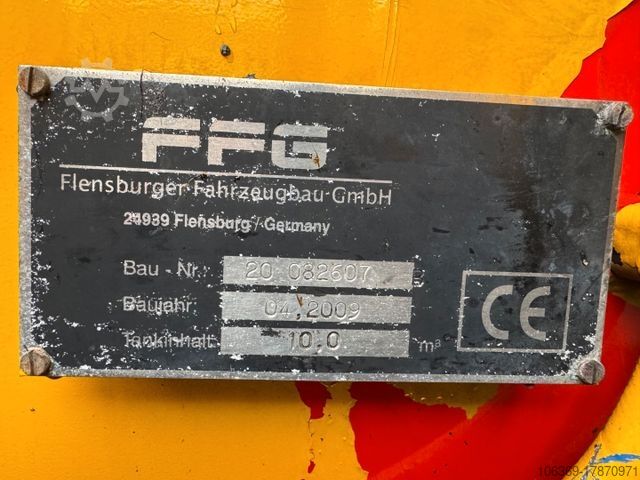 FFG
Flensburger Fahrzeugbau GmbH
24939 Flensburg / Germany
Bau - Nr.: 20 082607
Baujahr 04,2009
Tankinhalt: 10,0 m³
CE
106369-17870971